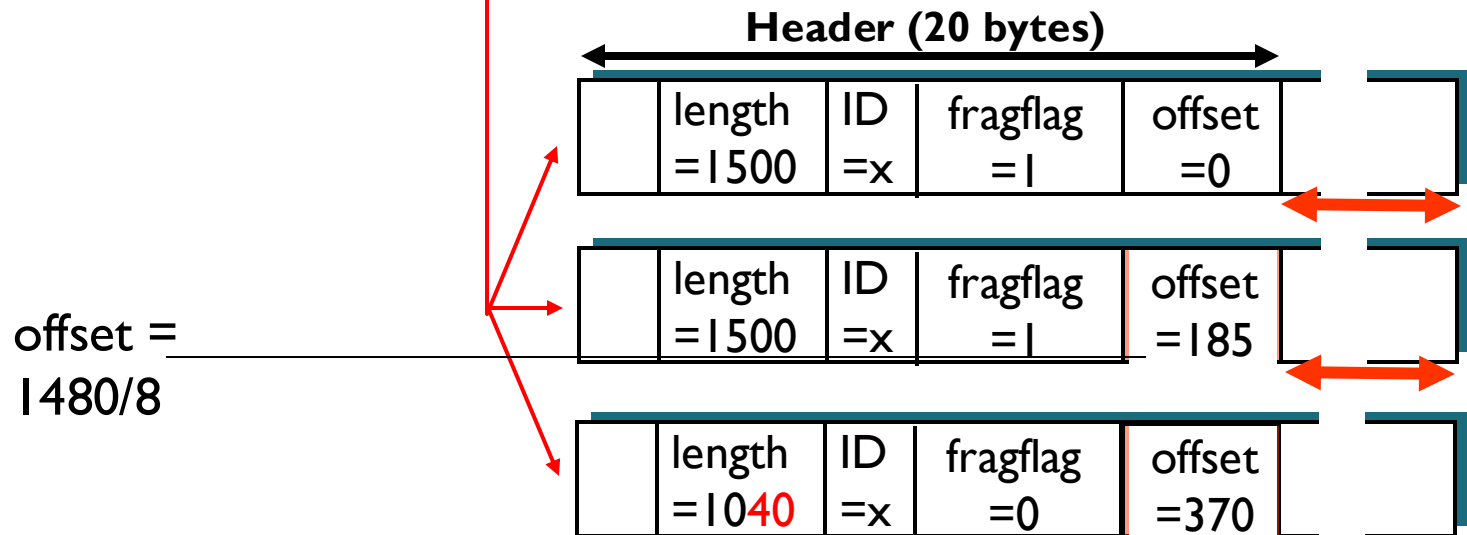 Header (20 bytes)
length ID fragflag offset
=1500 =x =1 =0
length ID fragflag offset
=1500 =x =1 =185
offset =
1480/8
length ID fragflag offset
=1040 =x =0 =370